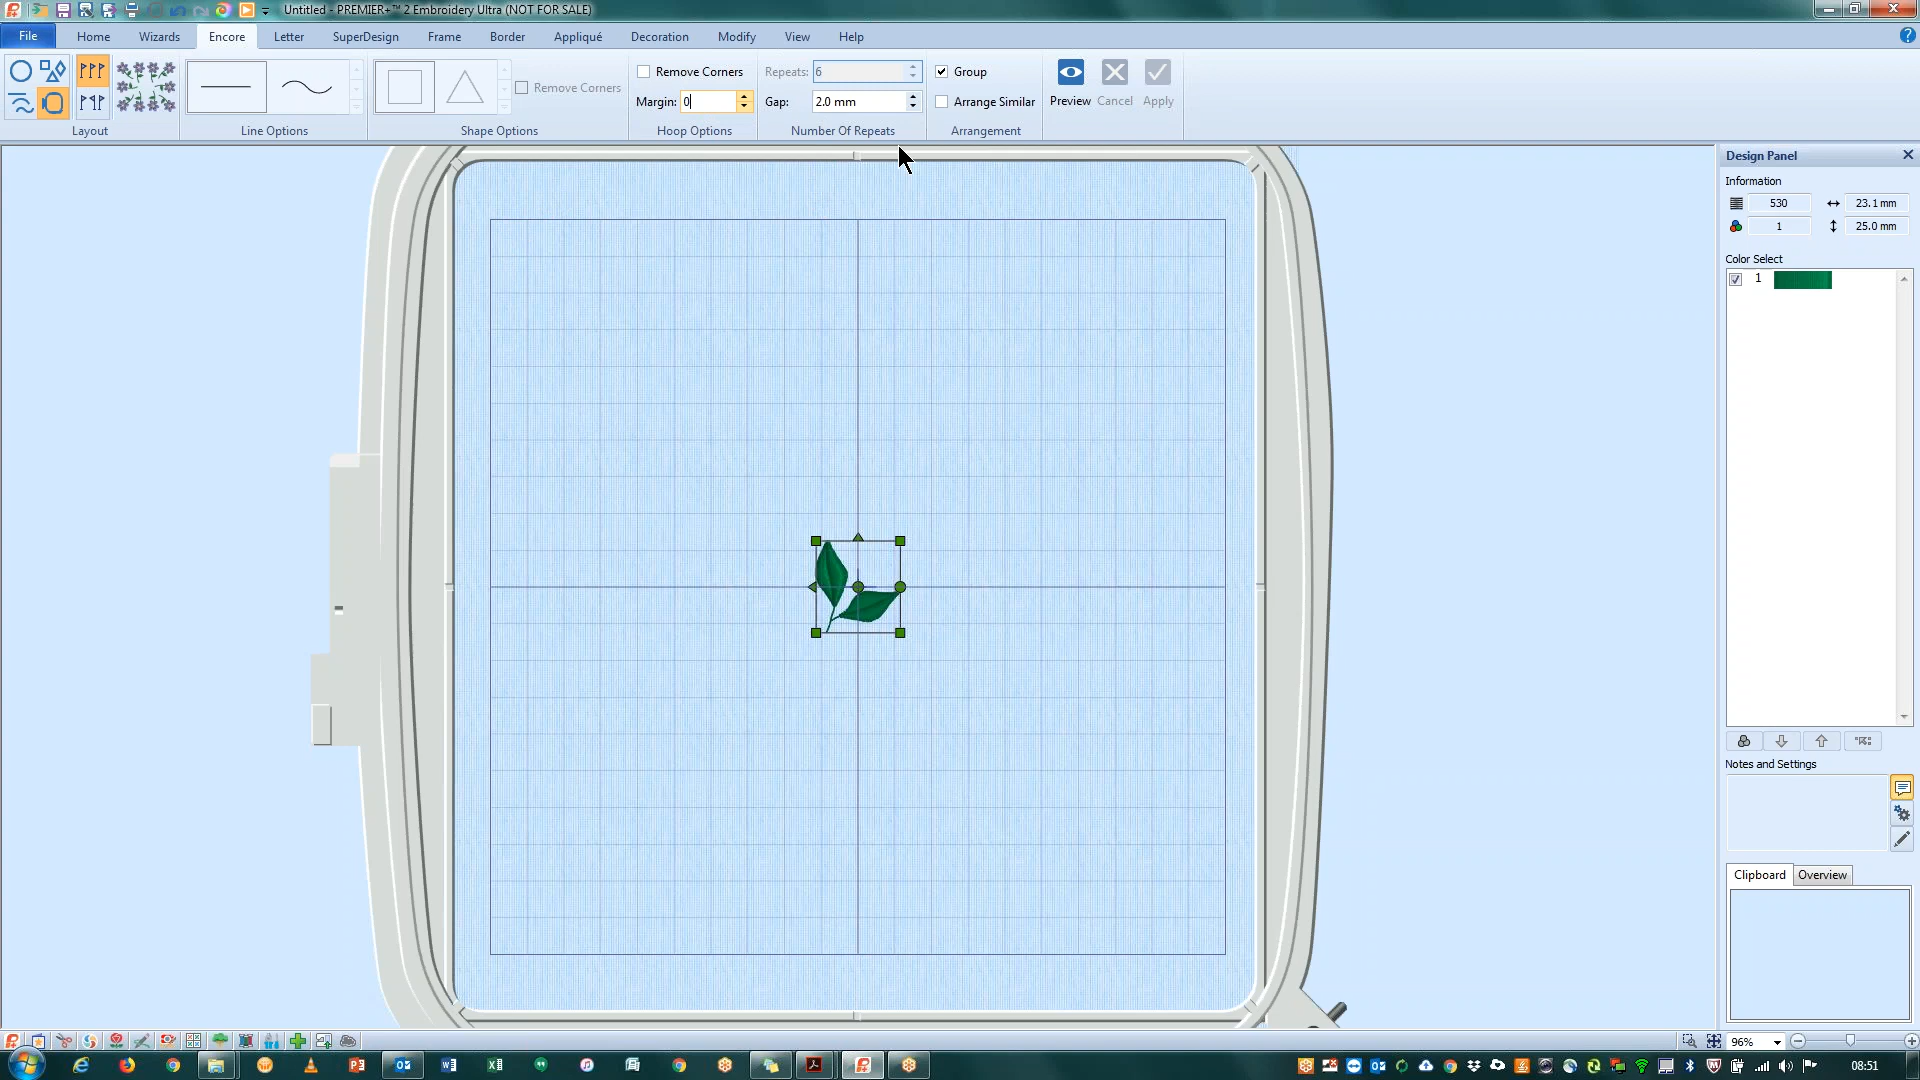 Untitled - PREMIER+™ 2 Embroidery Ultra (NOT FOR SALE)
File Home Wizards Encore Letter SuperDesign Frame Border Appliqué Decoration Modify View Help
Remove Corners
Margin: 0
Remove Corners
Repeats: 6
Gap: 2.0 mm
Group
Arrange Similar
Preview Cancel Apply
Layout Line Options Shape Options Hoop Options Number Of Repeats Arrangement
Design Panel
Information
530 23.1 mm
1 25.0 mm
Color Select
1
Notes and Settings
Clipboard Overview
96%
08:51